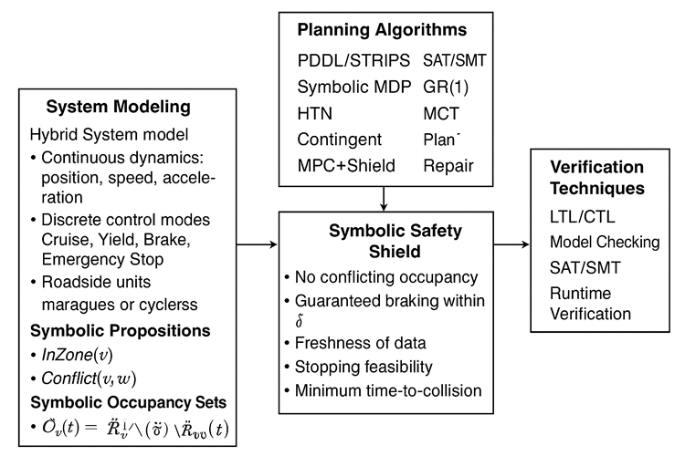 Planning Algorithms
PDDL/STRIPS SAT/SMT
Symbolic MDP GR(1)
HTN MCT
Contingent Plan´
MPC+Shield Repair
System Modeling
Hybrid System model
• Continuous dynamics:
position, speed, accele-
ration
• Discrete control modes
Cruise, Yield, Brake,
Emergency Stop
• Roadside units
maragues or cyclerss
Symbolic Propositions
• InZone(v)
• Conflict(v, w)
Symbolic Occupancy Sets
Symbolic Safety
Shield
• No conflicting occupancy
• Guaranteed braking within
δ
• Freshness of data
• Stopping feasibility
• Minimum time-to-collision
Verification
Techniques
LTL/CTL
Model Checking
SAT/SMT
Runtime
Verification